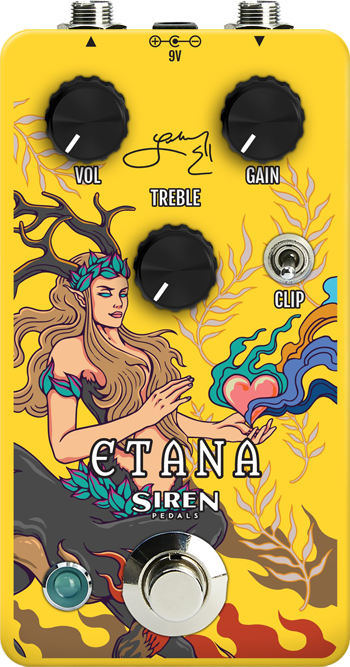 9V
VOL
GAIN
TREBLE
CLIP
ETANA
SIREN
PEDALS